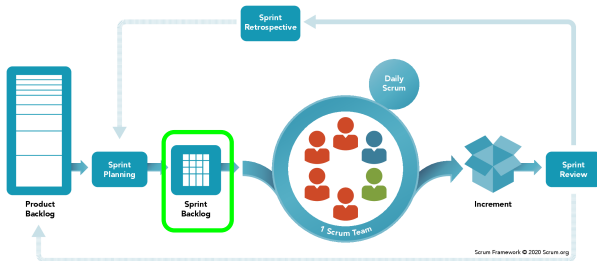 Sprint
Retrospective
Daily
Scrum
Sprint
Planning
Sprint
Review
Product
Backlog
Sprint
Backlog
1 Scrum Team
Increment
Scrum Framework © 2020 Scrum.org